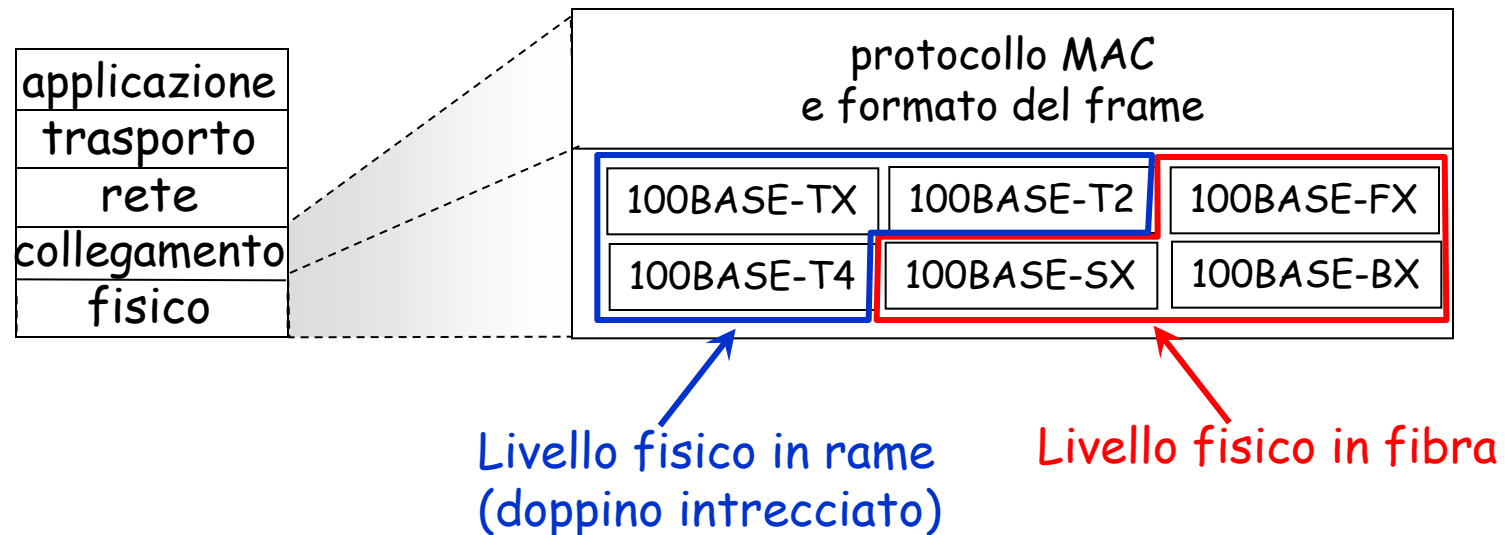 applicazione
trasporto
rete
collegamento
fisico
protocollo MAC
e formato del frame
100BASE-TX
100BASE-T2
100BASE-FX
100BASE-T4
100BASE-SX
100BASE-BX
Livello fisico in rame
(doppino intrecciato)
Livello fisico in fibra